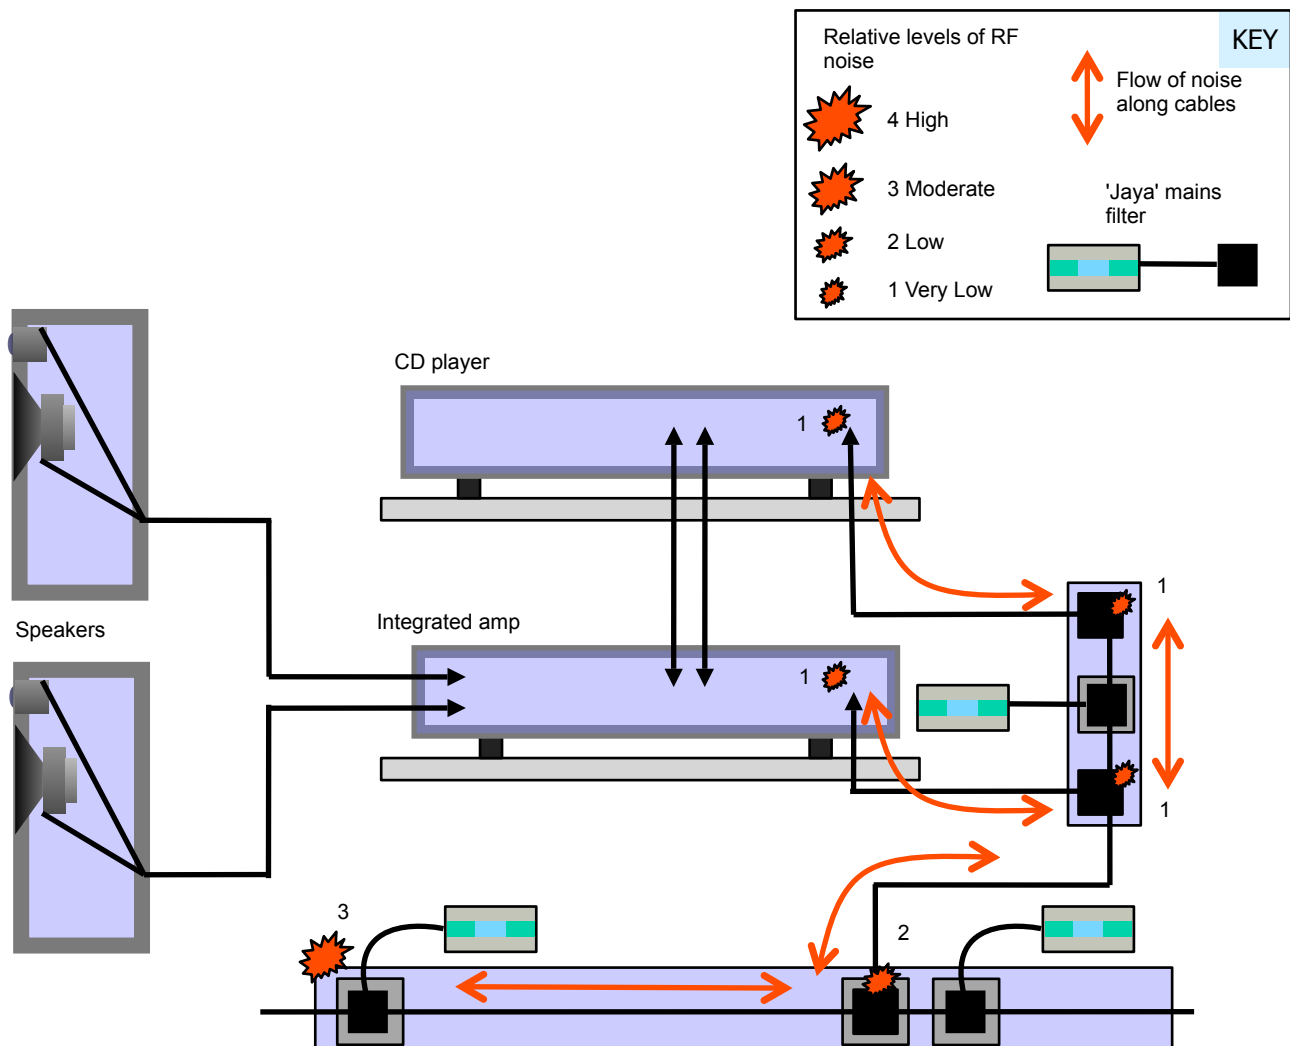 KEY
Relative levels of RF
noise
Flow of noise
along cables
4 High
3 Moderate
'Jaya' mains
filter
2 Low
1 Very Low
CD player
1
1
Speakers
Integrated amp
1
1
3
2